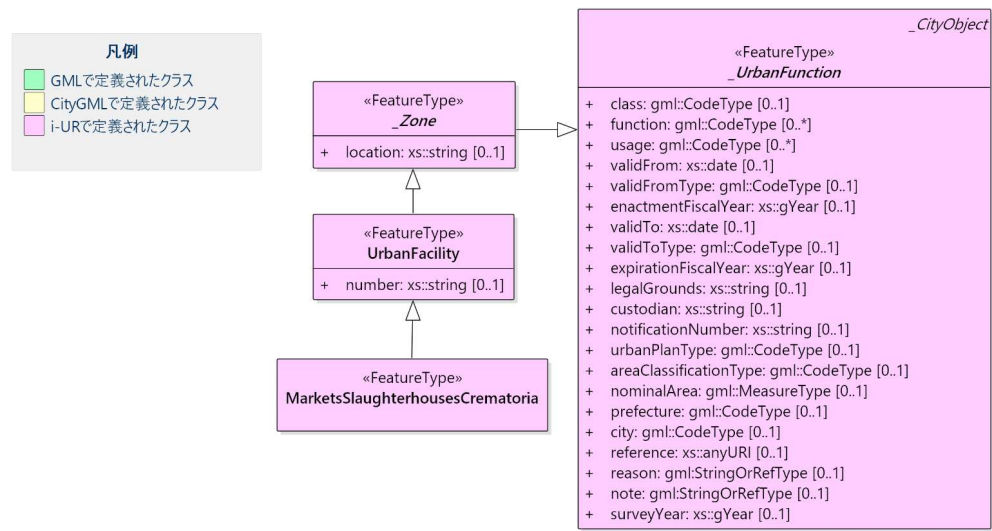 凡例
GMLで定義されたクラス
CityGMLで定義されたクラス
i-URで定義されたクラス
«FeatureType»
_Zone
+ location: xs::string [0..1]
«FeatureType»
UrbanFacility
+ number: xs::string [0..1]
«FeatureType»
MarketsSlaughterhousesCrematoria
_CityObject
«FeatureType»
_UrbanFunction
+ class: gml::CodeType [0..1]
+ function: gml::CodeType [0..*]
+ usage: gml::CodeType [0..*]
+ validFrom: xs::date [0..1]
+ validFromType: gml::CodeType [0..1]
+ enactmentFiscalYear: xs::gYear [0..1]
+ validTo: xs::date [0..1]
+ validToType: gml::CodeType [0..1]
+ expirationFiscalYear: xs::gYear [0..1]
+ legalGrounds: xs::string [0..1]
+ custodian: xs::string [0..1]
+ notificationNumber: xs::string [0..1]
+ urbanPlanType: gml::CodeType [0..1]
+ areaClassificationType: gml::CodeType [0..1]
+ nominalArea: gml::MeasureType [0..1]
+ prefecture: gml::CodeType [0..1]
+ city: gml::CodeType [0..1]
+ reference: xs::anyURI [0..1]
+ reason: gml:StringOrRefType [0..1]
+ note: gml:StringOrRefType [0..1]
+ surveyYear: xs::gYear [0..1]